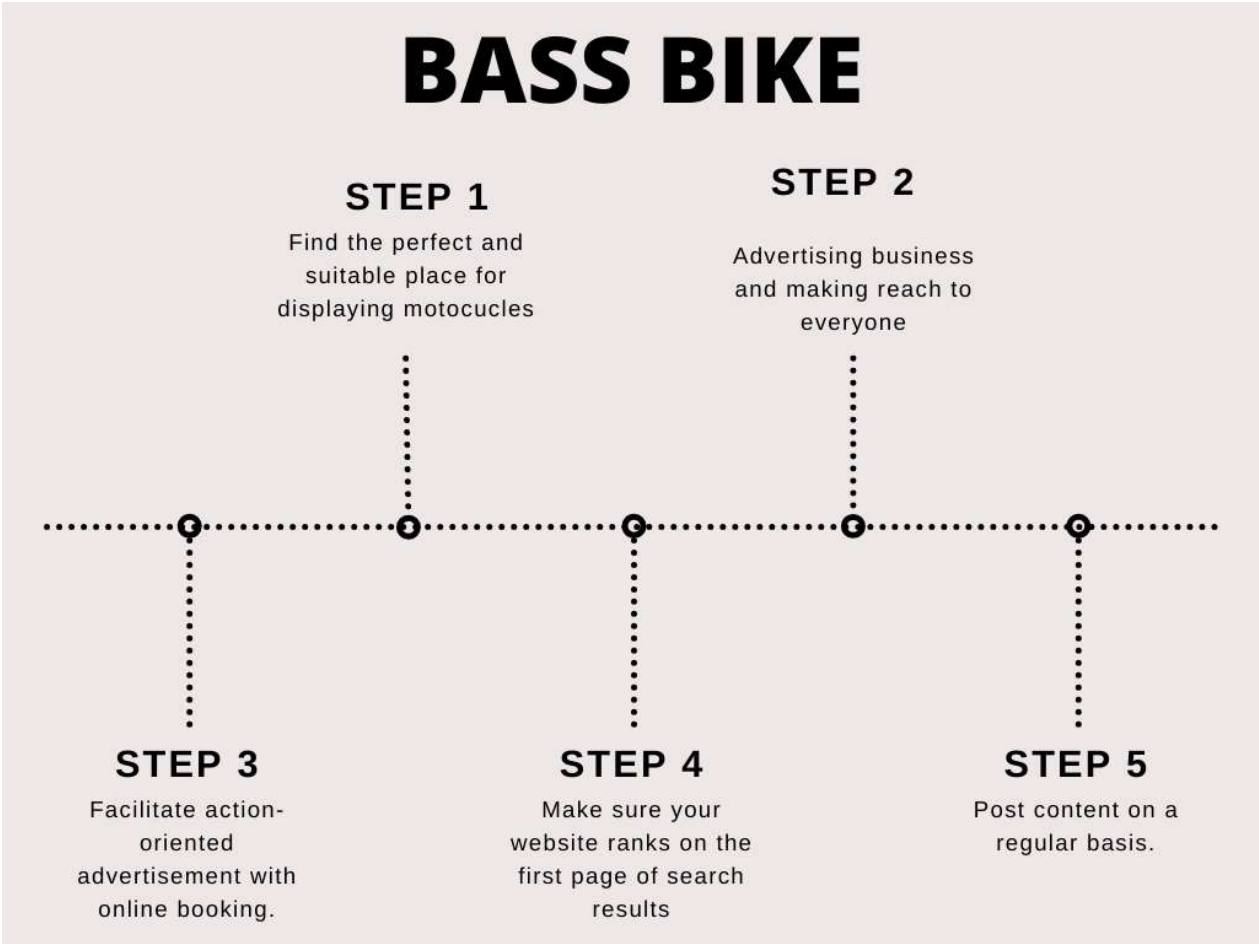 BASS BIKE
STEP 1
Find the perfect and
suitable place for
displaying motocucles
STEP 2
Advertising business
and making reach to
everyone
STEP 3
Facilitate action-
oriented
advertisement with
online booking.
STEP 4
Make sure your
website ranks on the
first page of search
results
STEP 5
Post content on a
regular basis.